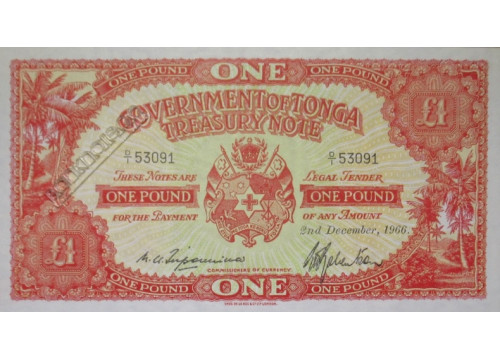 ONE
ONE POUND ONE POUND
GOVERNMENT OF TONGA
TREASURY NOTE
£1
D/1 53091 D/1 53091
THESE NOTES ARE LEGAL TENDER
ONE POUND ONE POUND
FOR THE PAYMENT OF ANY AMOUNT
2nd December, 1966.
£1
COMMISSIONERS OF CURRENCY.
ONE POUND ONE POUND
ONE